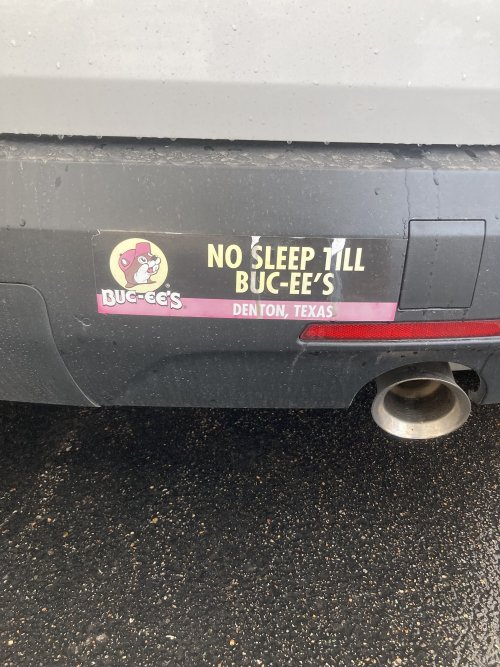 BUC-EE'S
NO SLEEP TILL
BUC-EE'S
DENTON, TEXAS